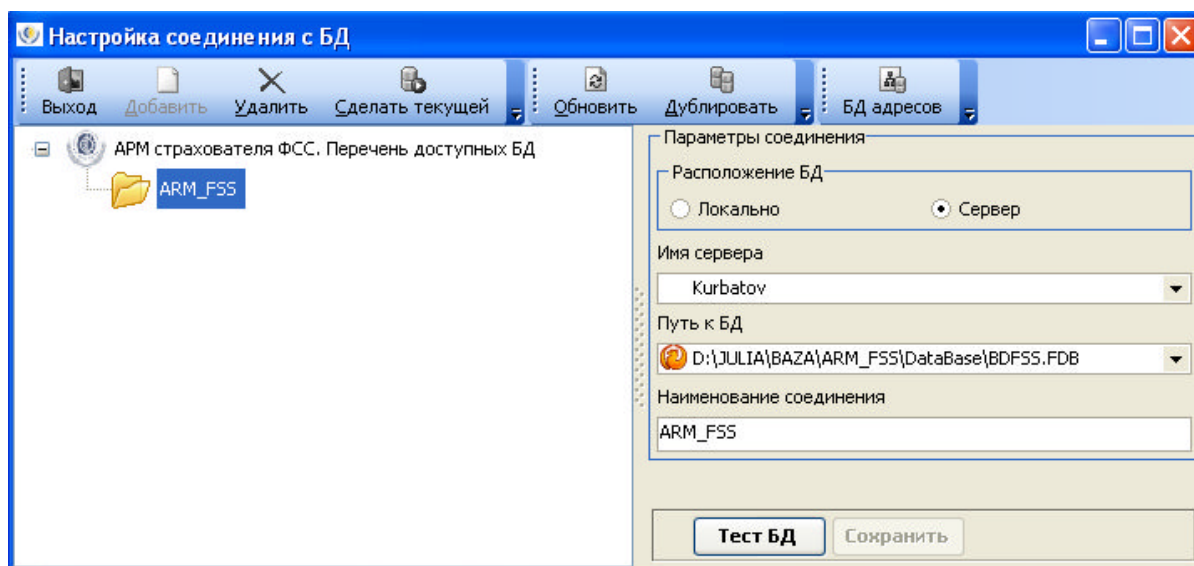 Настройка соединения с БД
Выход Добавить Удалить Сделать текущей Обновить Дублировать БД адресов
АРМ страхователя ФСС. Перечень доступных БД
ARM_FSS
Параметры соединения
Расположение БД
Локально Сервер
Имя сервера
Kurbatov
Путь к БД
D:\JULIA\BAZA\ARM_FSS\DataBase\BDFSS.FDB
Наименование соединения
ARM_FSS
Тест БД Сохранить